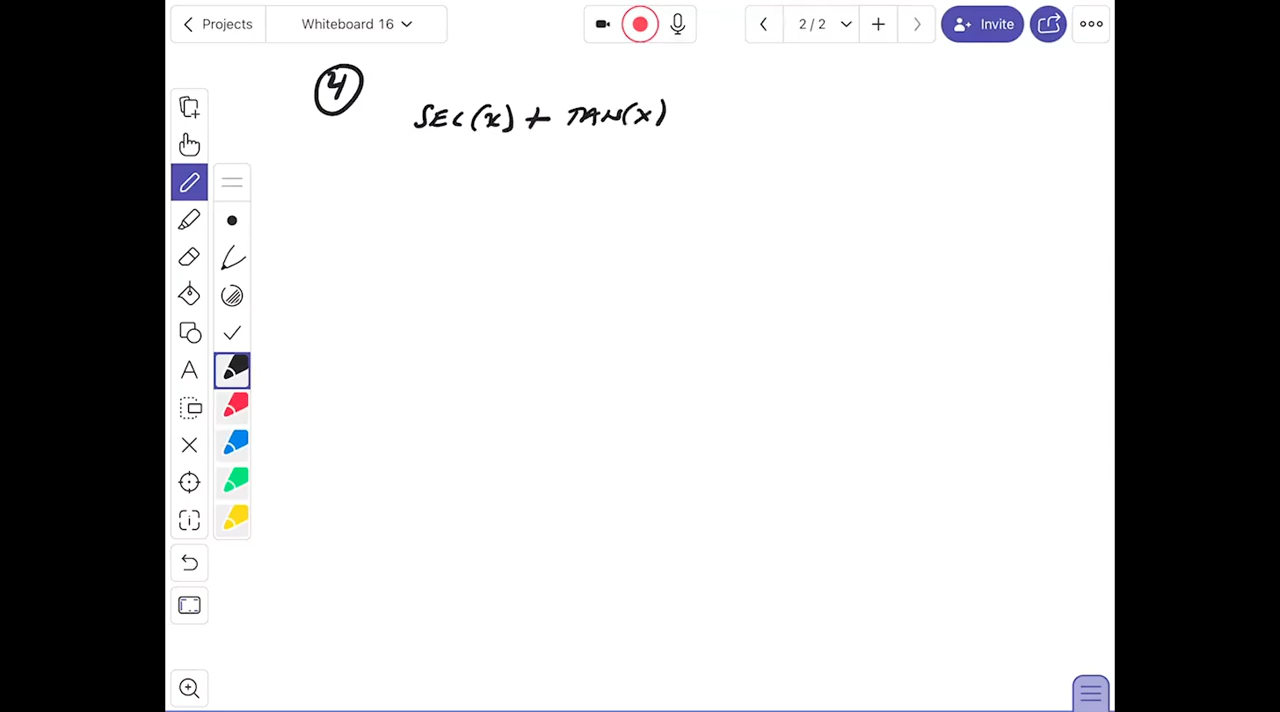 Projects
Whiteboard 16
2 / 2
Invite
4
SEC(x) + TAN(x)
A